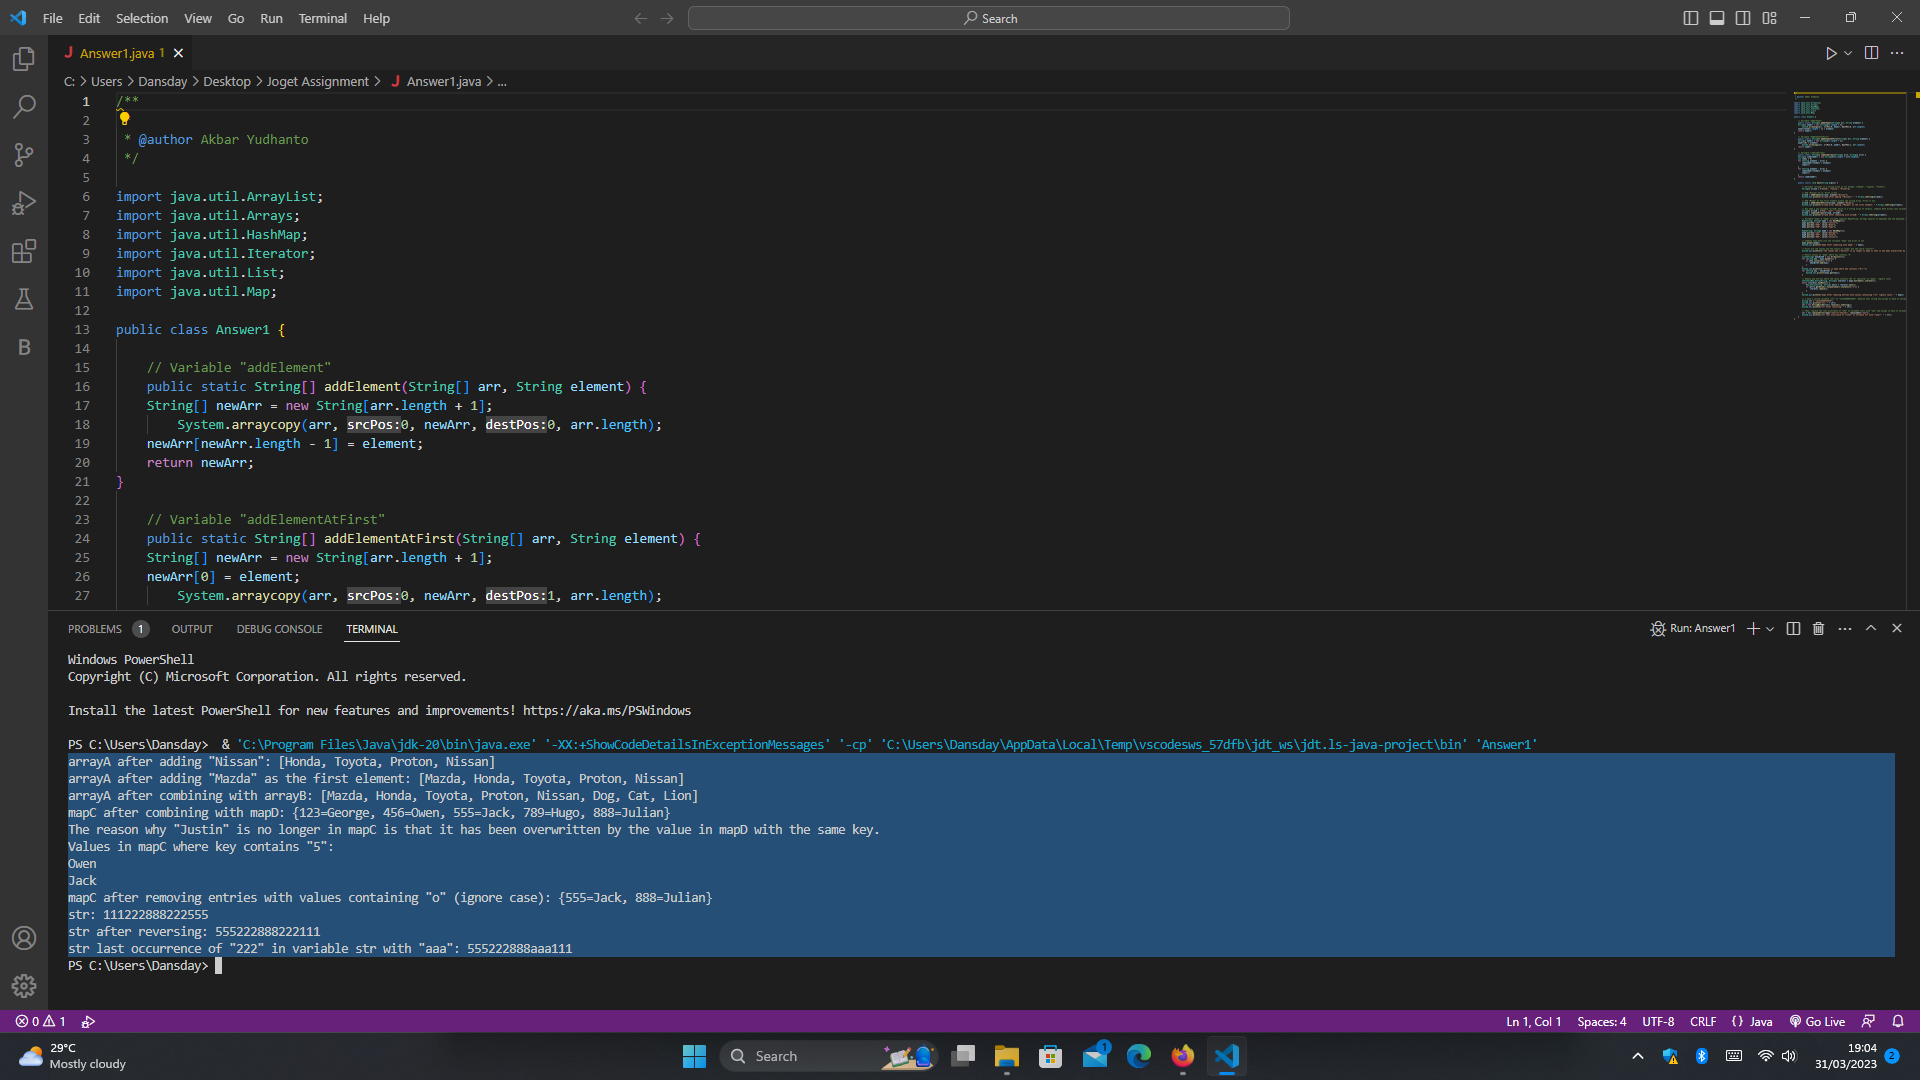 File Edit Selection View Go Run Terminal Help Search
Answer1.java 1
C: > Users > Dansday > Desktop > Joget Assignment > Answer1.java > ...
1 /**
2
3 * @author Akbar Yudhanto
4 */
5
6 import java.util.ArrayList;
7 import java.util.Arrays;
8 import java.util.HashMap;
9 import java.util.Iterator;
10 import java.util.List;
11 import java.util.Map;
12
13 public class Answer1 {
14
15 // Variable "addElement"
16 public static String[] addElement(String[] arr, String element) {
17 String[] newArr = new String[arr.length + 1];
18 System.arraycopy(arr, srcPos:0, newArr, destPos:0, arr.length);
19 newArr[newArr.length - 1] = element;
20 return newArr;
21 }
22
23 // Variable "addElementAtFirst"
24 public static String[] addElementAtFirst(String[] arr, String element) {
25 String[] newArr = new String[arr.length + 1];
26 newArr[0] = element;
27 System.arraycopy(arr, srcPos:0, newArr, destPos:1, arr.length);
PROBLEMS 1 OUTPUT DEBUG CONSOLE TERMINAL Run: Answer1
Windows PowerShell
Copyright (C) Microsoft Corporation. All rights reserved.
Install the latest PowerShell for new features and improvements! https://aka.ms/PSWindows
PS C:\Users\Dansday> & 'C:\Program Files\Java\jdk-20\bin\java.exe' '-XX:+ShowCodeDetailsInExceptionMessages' '-cp' 'C:\Users\Dansday\AppData\Local\Temp\vscodesws_57dfb\jdt_ws\jdt.ls-java-project\bin' 'Answer1'
arrayA after adding "Nissan": [Honda, Toyota, Proton, Nissan]
arrayA after adding "Mazda" as the first element: [Mazda, Honda, Toyota, Proton, Nissan]
arrayA after combining with arrayB: [Mazda, Honda, Toyota, Proton, Nissan, Dog, Cat, Lion]
mapC after combining with mapD: {123=George, 456=Owen, 555=Jack, 789=Hugo, 888=Julian}
The reason why "Justin" is no longer in mapC is that it has been overwritten by the value in mapD with the same key.
Values in mapC where key contains "5":
Owen
Jack
mapC after removing entries with values containing "o" (ignore case): {555=Jack, 888=Julian}
str: 111222888222555
str after reversing: 555222888222111
str last occurrence of "222" in variable str with "aaa": 555222888aaa111
PS C:\Users\Dansday>
0 1 Ln 1, Col 1 Spaces: 4 UTF-8 CRLF {} Java Go Live
29°C
Mostly cloudy
Search
1
19:04
31/03/2023
2